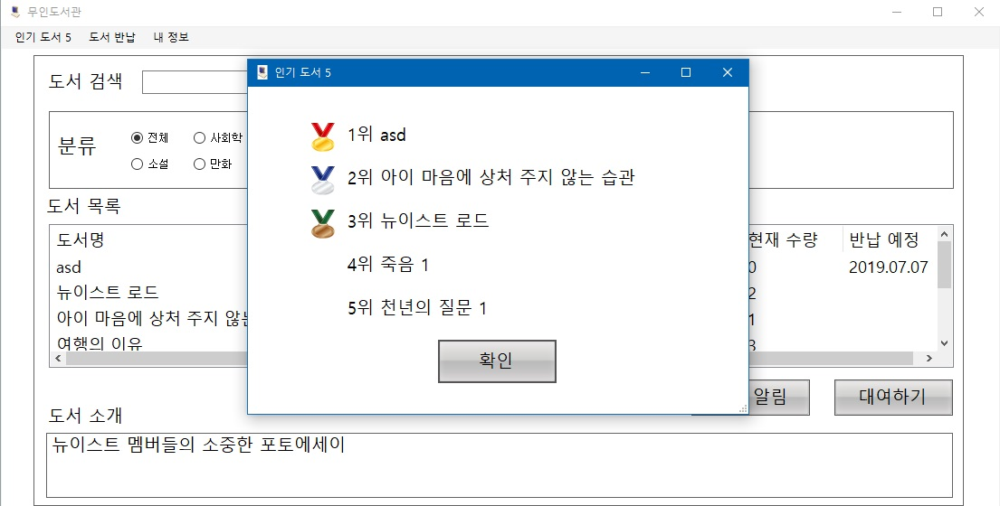 무인도서관
인기 도서 5 도서 반납 내 정보
도서 검색
인기 도서 5
1위 asd
2위 아이 마음에 상처 주지 않는 습관
3위 뉴이스트 로드
4위 죽음 1
5위 천년의 질문 1
확인
분류
전체 사회학
소설 만화
도서 목록
도서명 현재 수량 반납 예정
asd 0 2019.07.07
뉴이스트 로드 2
아이 마음에 상처 주지 않는 1
여행의 이유 3
알림 대여하기
도서 소개
뉴이스트 멤버들의 소중한 포토에세이